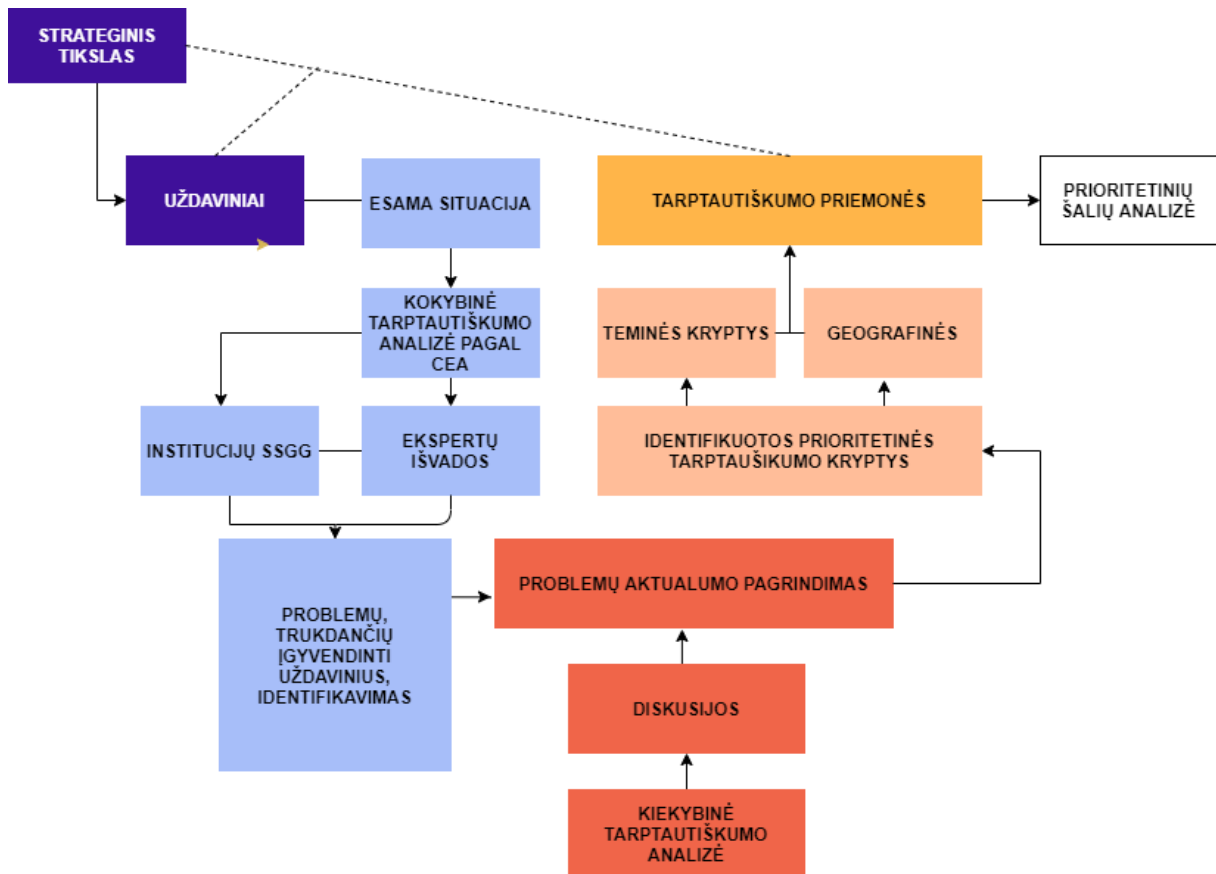 STRATEGINIS
TIKSLAS
UŽDAVINIAI
ESAMA SITUACIJA
TARPTAUTIŠKUMO PRIEMONĖS
PRIORITETINIŲ
ŠALIŲ ANALIZĖ
KOKYBINĖ
TARPTAUTIŠKUMO
ANALIZĖ PAGAL
CEA
TEMINĖS KRYPTYS
GEOGRAFINĖS
INSTITUCIJŲ SSGG
EKSPERTŲ
IŠVADOS
IDENTIFIKUOTOS PRIORITETINĖS
TARPTAUŠIKUMO KRYPTYS
PROBLEMŲ,
TRUKDANČIŲ
ĮGYVENDINTI
UŽDAVINIUS,
IDENTIFIKAVIMAS
PROBLEMŲ AKTUALUMO PAGRINDIMAS
DISKUSIJOS
KIEKYBINĖ
TARPTAUTIŠKUMO
ANALIZĖ